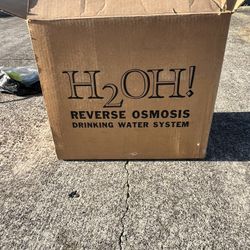 H2OH!
REVERSE OSMOSIS
DRINKING WATER SYSTEM